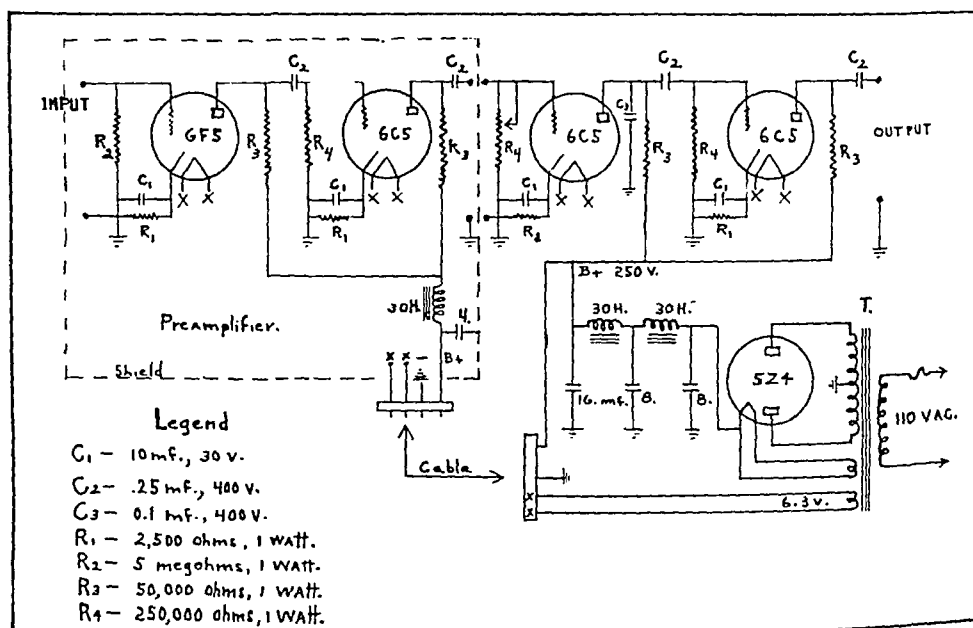 INPUT
R2
C1
R1
GF5
R3
C2
R4
C1
R1
6C5
C2
R3
30H.
4.
B+
Preamplifier.
Shield
R4
C1
R1
6C5
C3
R3
C2
R4
C1
R1
6C5
R3
C2
OUTPUT
B+ 250 V.
30H. 30H.
16. mf. 8. 8.
5Z4
T.
110 VAC.
6.3 V.
Cable
Legend
C1 - 10 mf., 30 v.
C2 - .25 mf., 400 v.
C3 - 0.1 mf., 400 v.
R1 - 2,500 ohms, 1 WATT.
R2 - 5 megohms, 1 WATT.
R3 - 50,000 ohms, 1 WATT.
R4 - 250,000 ohms, 1 WATT.